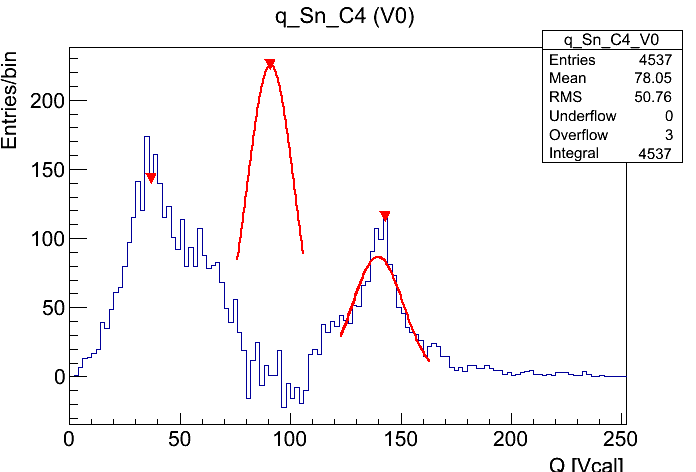 q_Sn_C4 (V0)
q_Sn_C4_V0
Entries 4537
Mean 78.05
RMS 50.76
Underflow 0
Overflow 3
Integral 4537
Entries/bin
200
150
100
50
0
0 50 100 150 200 250
Q [Vcal]